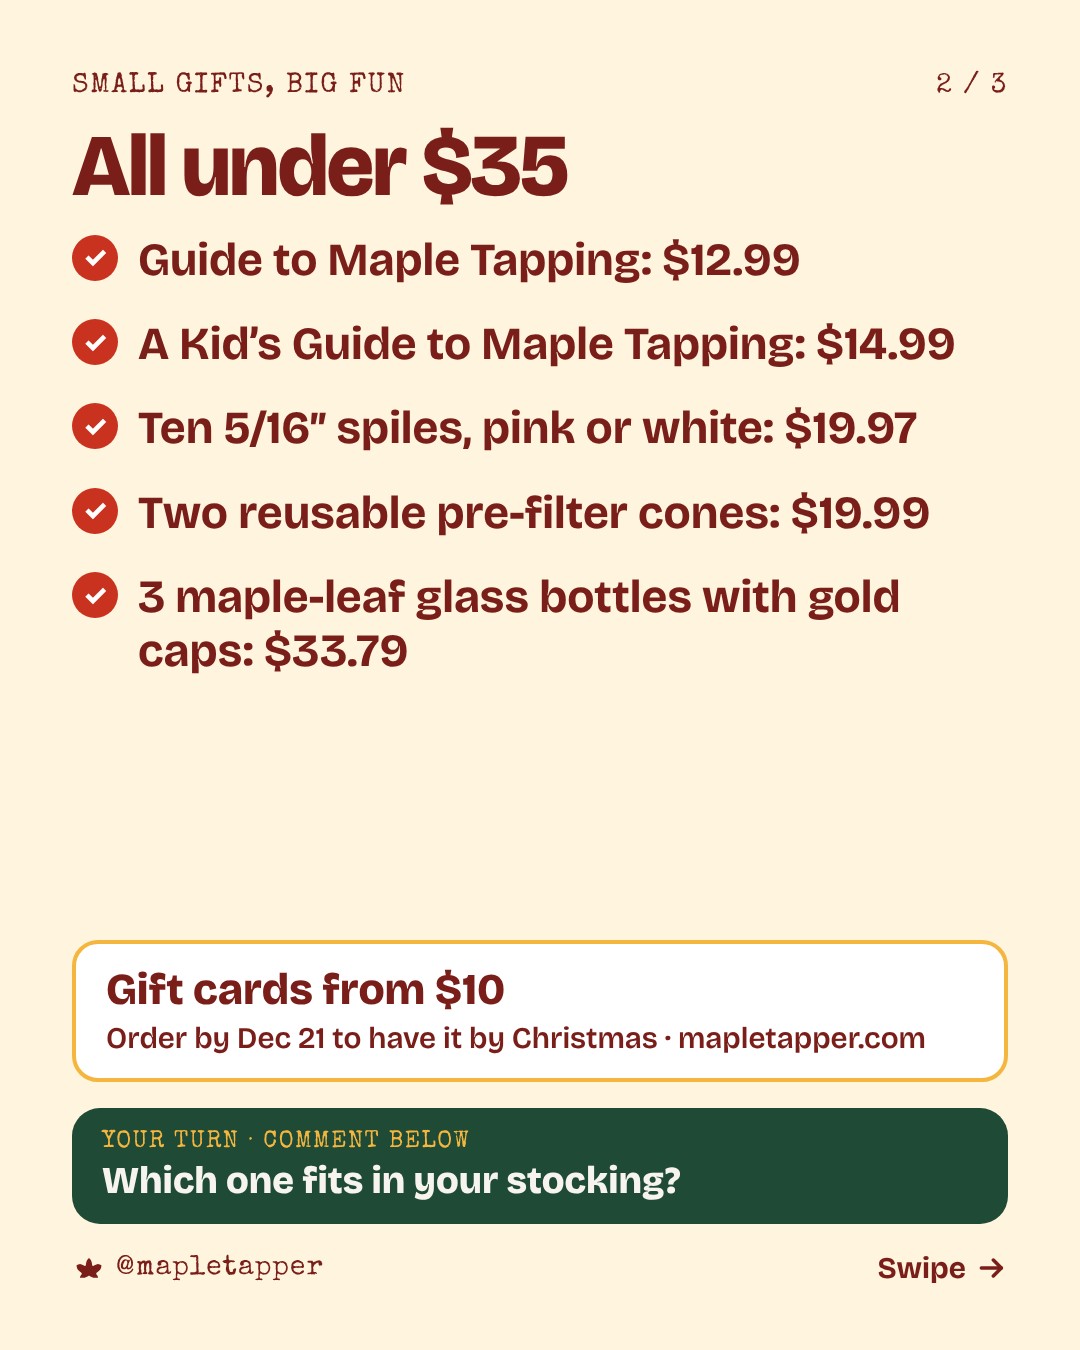 SMALL GIFTS, BIG FUN
2 / 3
All under $35
Guide to Maple Tapping: $12.99
A Kid's Guide to Maple Tapping: $14.99
Ten 5/16" spiles, pink or white: $19.97
Two reusable pre-filter cones: $19.99
3 maple-leaf glass bottles with gold
caps: $33.79
Gift cards from $10
Order by Dec 21 to have it by Christmas · mapletapper.com
YOUR TURN · COMMENT BELOW
Which one fits in your stocking?
@mapletapper
Swipe →